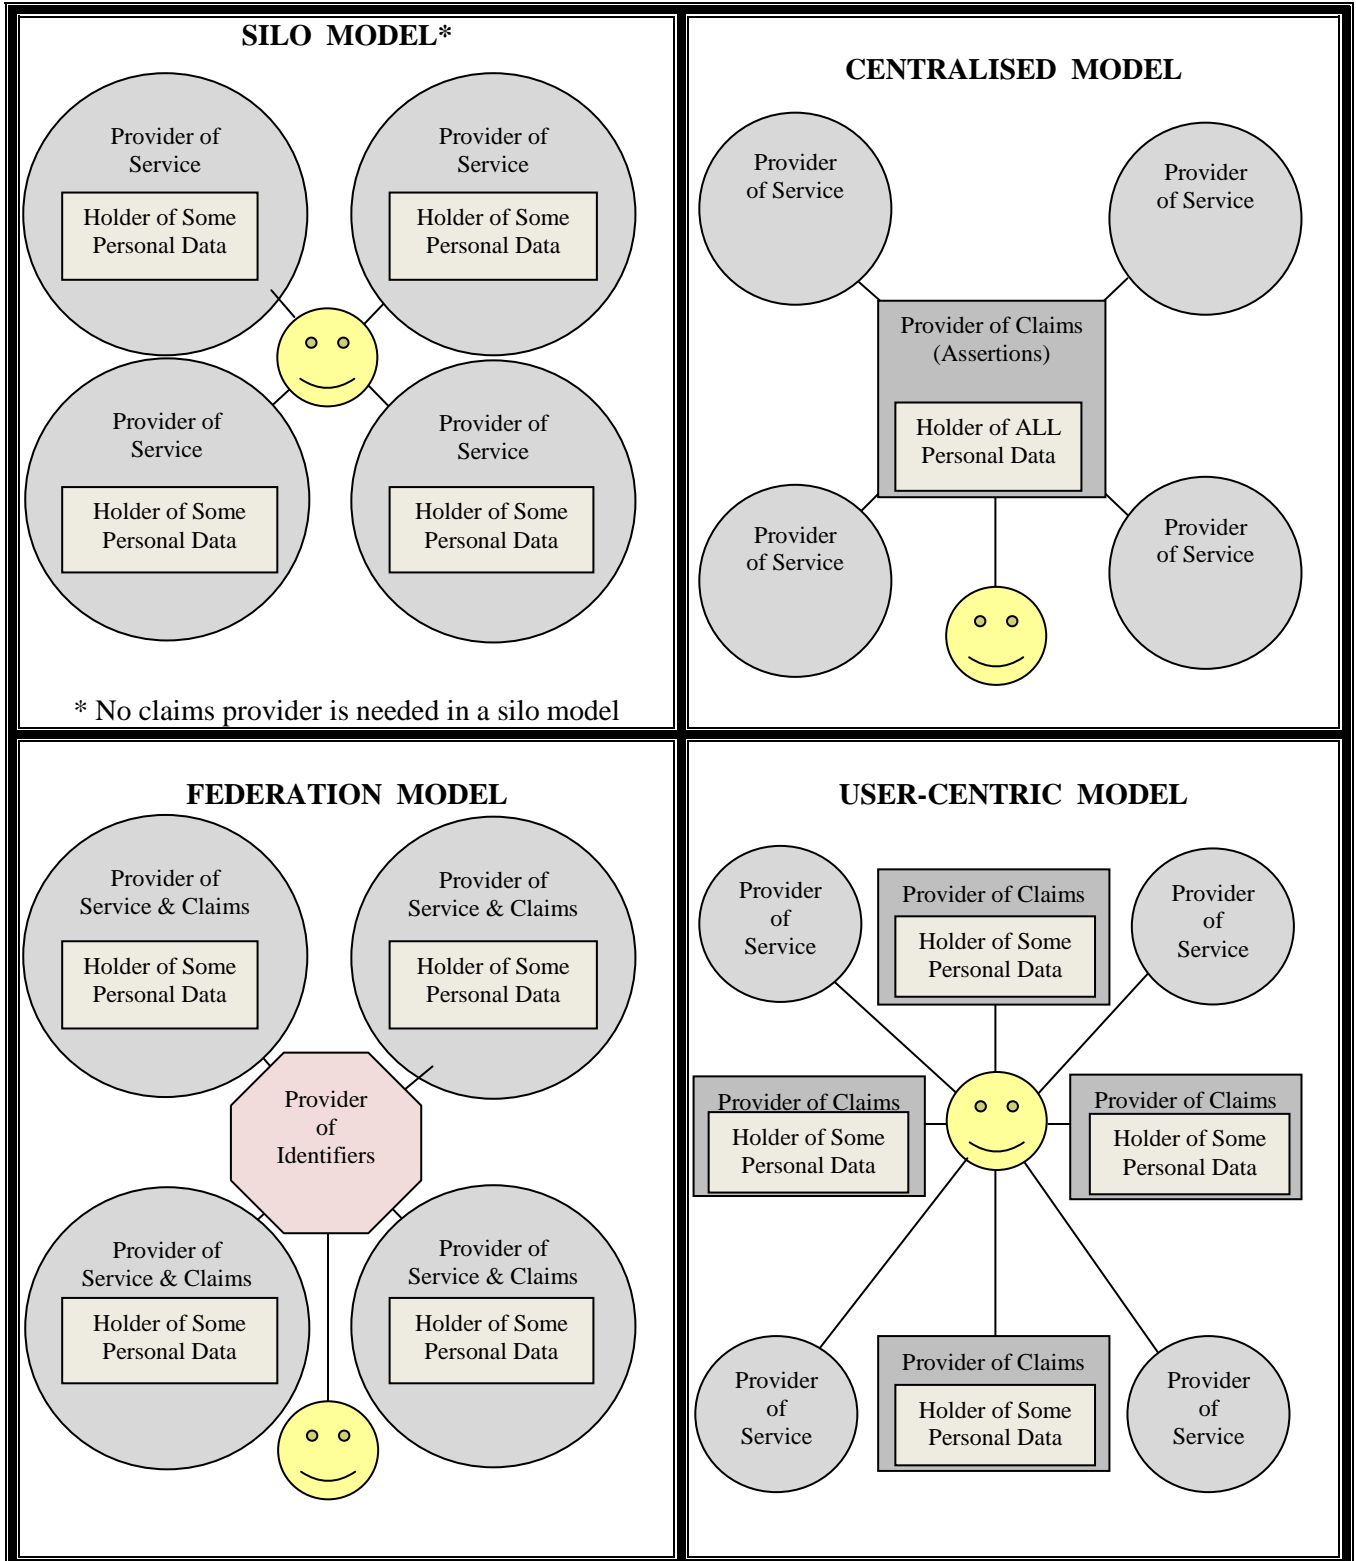 SILO MODEL*
Provider of
Service
Holder of Some
Personal Data
Provider of
Service
Holder of Some
Personal Data
Provider of
Service
Holder of Some
Personal Data
Provider of
Service
Holder of Some
Personal Data
* No claims provider is needed in a silo model
CENTRALISED MODEL
Provider
of Service
Provider
of Service
Provider of Claims
(Assertions)
Holder of ALL
Personal Data
Provider
of Service
Provider
of Service
FEDERATION MODEL
Provider of
Service & Claims
Holder of Some
Personal Data
Provider of
Service & Claims
Holder of Some
Personal Data
Provider
of
Identifiers
Provider of
Service & Claims
Holder of Some
Personal Data
Provider of
Service & Claims
Holder of Some
Personal Data
USER-CENTRIC MODEL
Provider
of
Service
Provider of Claims
Holder of Some
Personal Data
Provider
of
Service
Provider of Claims
Holder of Some
Personal Data
Provider of Claims
Holder of Some
Personal Data
Provider
of
Service
Provider of Claims
Holder of Some
Personal Data
Provider
of
Service